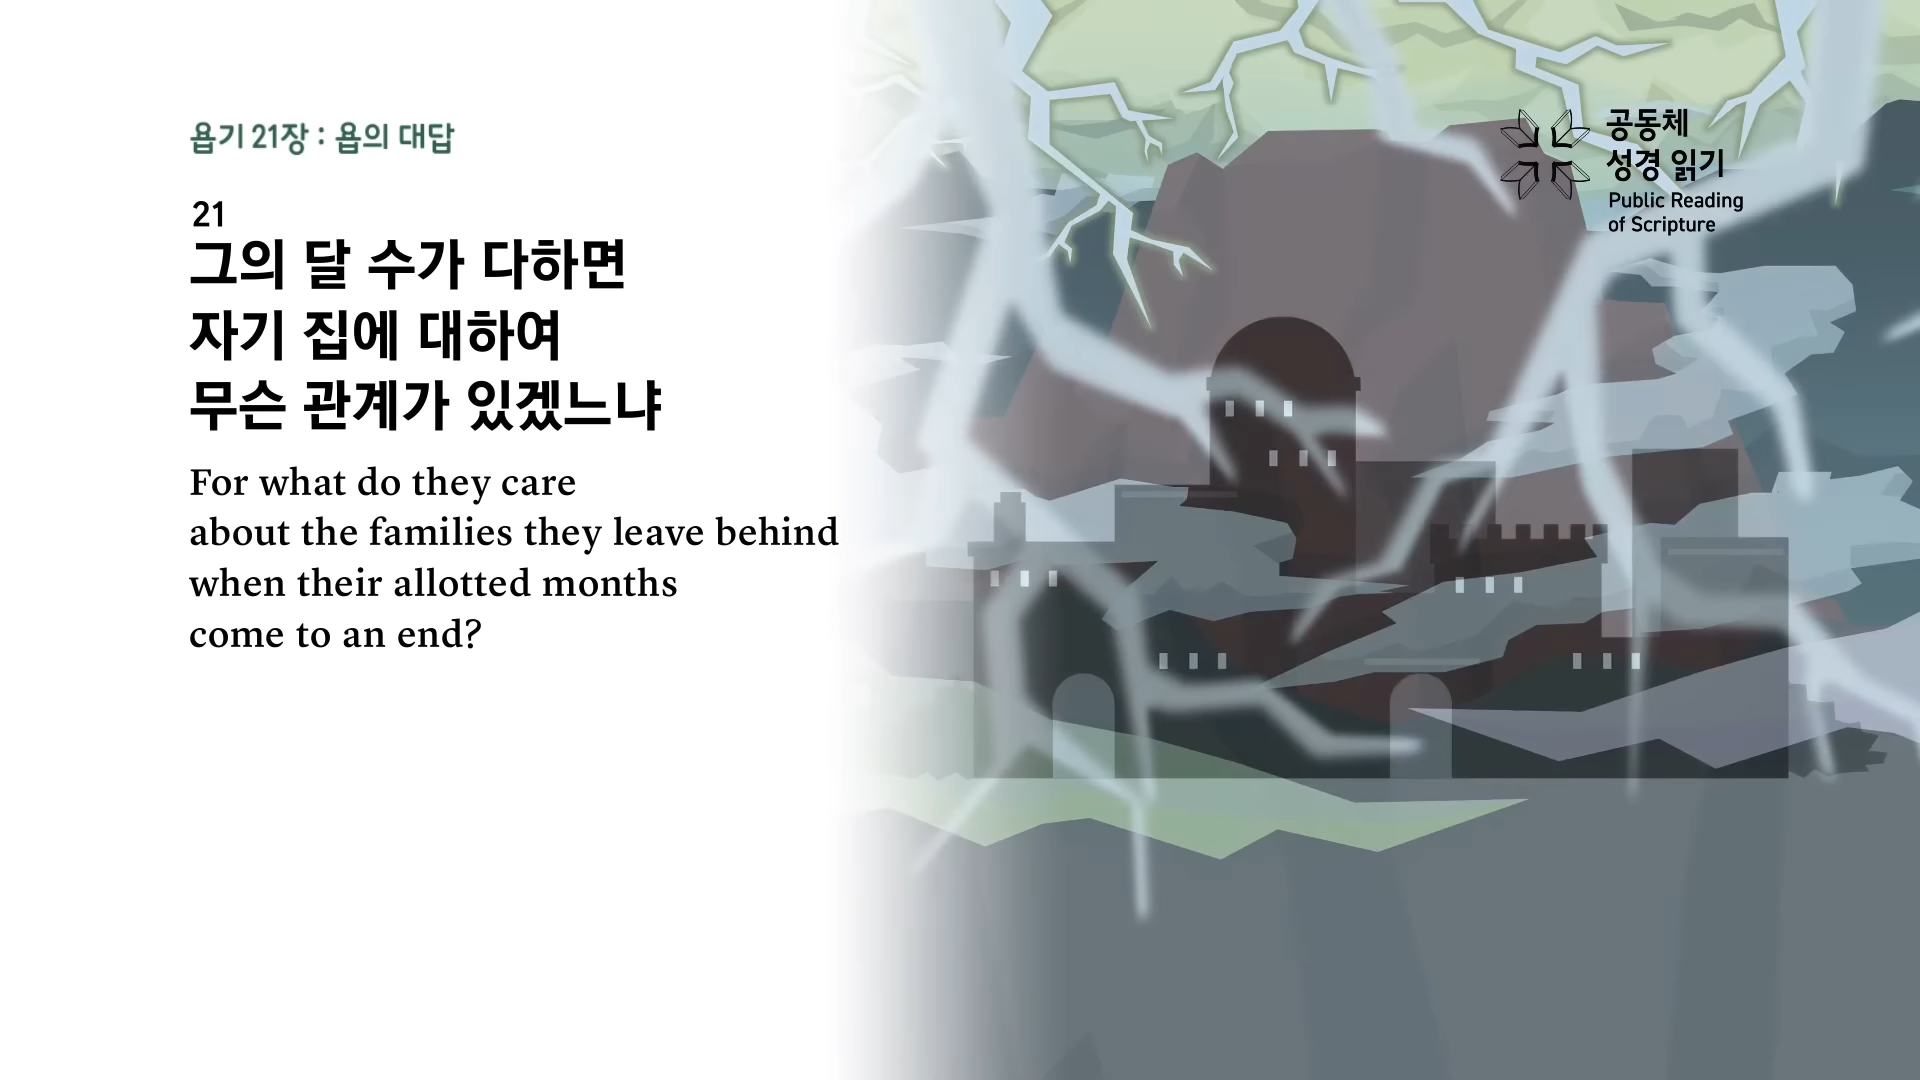 욥기 21장 : 욥의 대답
21
그의 달 수가 다하면
자기 집에 대하여
무슨 관계가 있겠느냐
For what do they care
about the families they leave behind
when their allotted months
come to an end?
공동체
성경 읽기
Public Reading
of Scripture